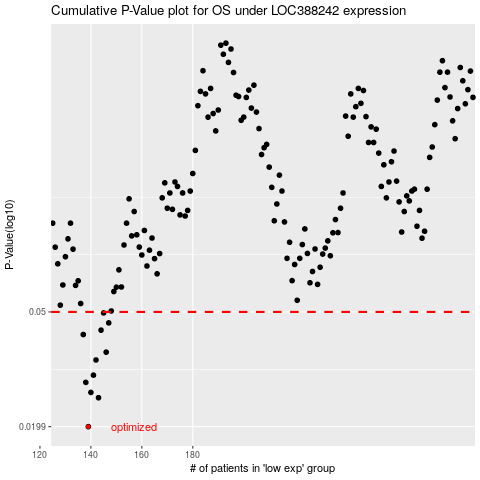 Cumulative P-Value plot for OS under LOC388242 expression
P-Value(log10)
0.05
0.0199
optimized
120 140 160 180
# of patients in 'low exp' group